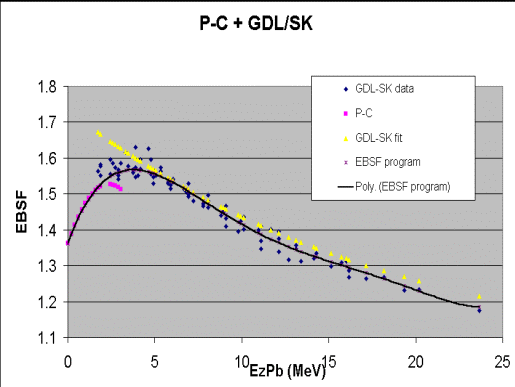 P-C + GDL/SK
1.8
1.7
1.6
1.5
1.4
1.3
1.2
1.1
EBSF
0
5
10
15
20
25
EzPb (MeV)
GDL-SK data
P-C
GDL-SK fit
EBSF program
Poly. (EBSF program)